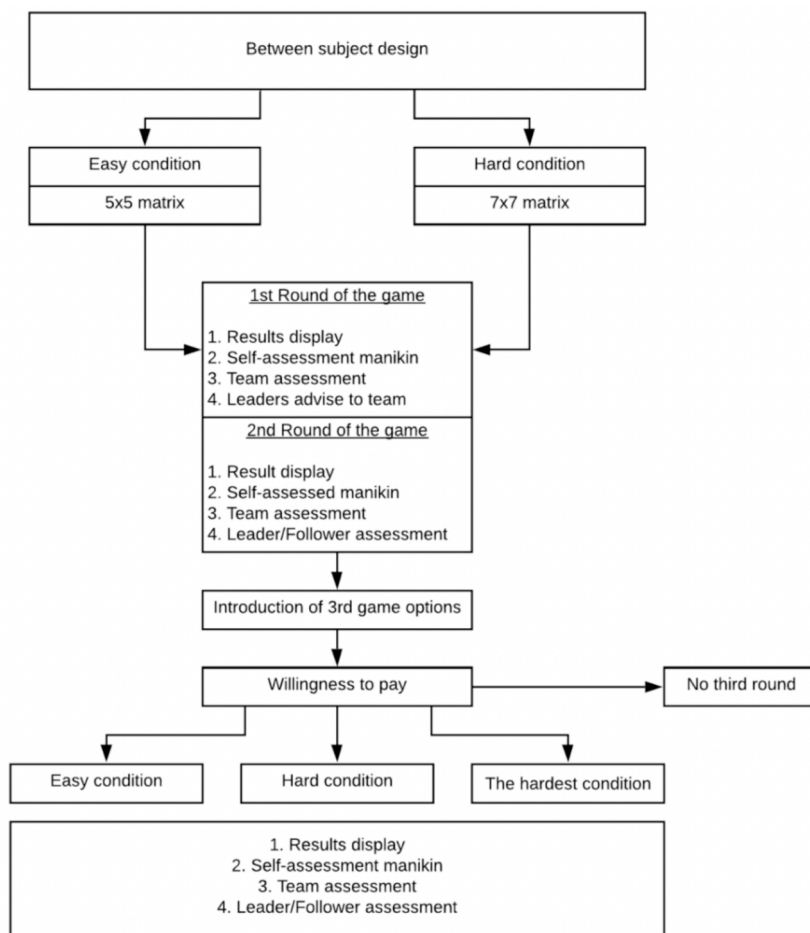 Between subject design
Easy condition
Hard condition
5x5 matrix
7x7 matrix
1st Round of the game
1. Results display
2. Self-assessment manikin
3. Team assessment
4. Leaders advise to team
2nd Round of the game
1. Result display
2. Self-assessed manikin
3. Team assessment
4. Leader/Follower assessment
Introduction of 3rd game options
Willingness to pay
No third round
Easy condition
Hard condition
The hardest condition
1. Results display
2. Self-assessment manikin
3. Team assessment
4. Leader/Follower assessment